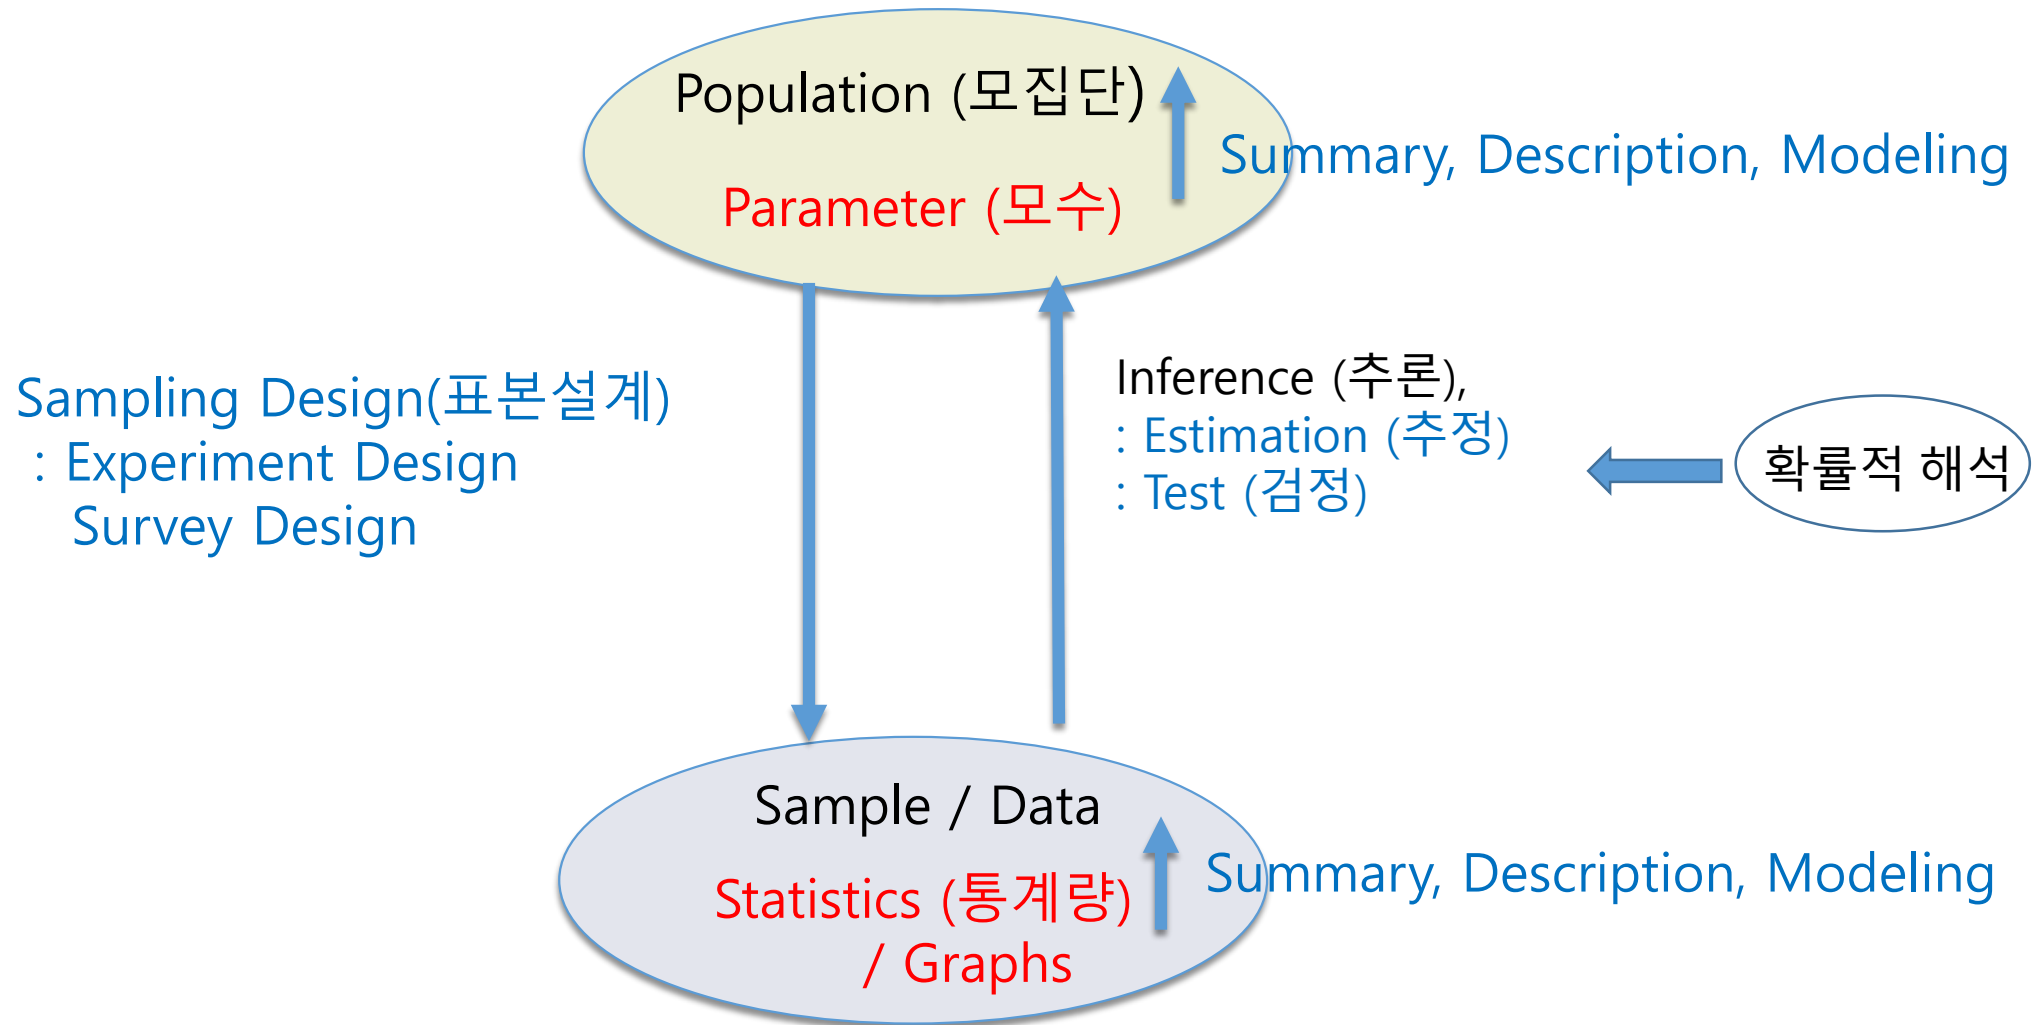 Population (모집단)
Summary, Description, Modeling
Parameter (모수)
Sampling Design(표본설계)
: Experiment Design
Survey Design
Inference (추론),
: Estimation (추정)
: Test (검정)
확률적 해석
Sample / Data
Statistics (통계량)
/ Graphs
Summary, Description, Modeling